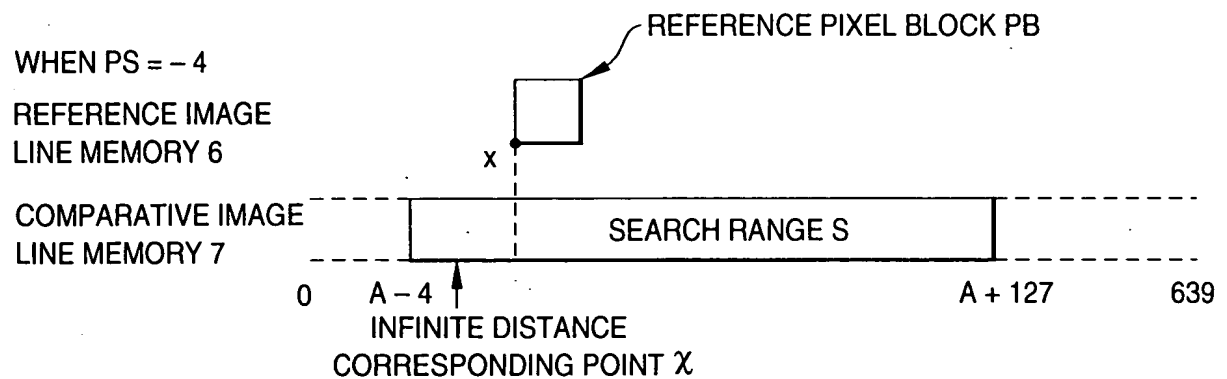 REFERENCE PIXEL BLOCK PB
WHEN PS = – 4
REFERENCE IMAGE
LINE MEMORY 6
x
COMPARATIVE IMAGE
LINE MEMORY 7
SEARCH RANGE S
0
A – 4
A + 127
639
INFINITE DISTANCE
CORRESPONDING POINT χ